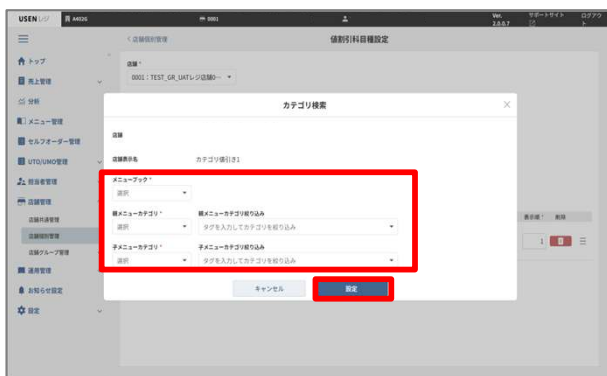 USEN レジ A4026 0001 Ver. 2.0.0.7 サポートサイト ログアウト
< 店舗個別管理 値割引科目種設定
トップ
売上管理
分析
メニュー管理
セルフオーダー管理
UTO/UMO管理
担当者管理
店舗管理
店舗共通管理
店舗個別管理
店舗グループ管理
運用管理
お知らせ設定
設定
店舗*
0001:TEST_GR_UATレジ店舗0…
カテゴリ検索
店舗
店舗表示名 カテゴリ値引き1
メニューブック*
選択
親メニューカテゴリ* 親メニューカテゴリ絞り込み
選択 タグを入力してカテゴリを絞り込み
子メニューカテゴリ* 子メニューカテゴリ絞り込み
選択 タグを入力してカテゴリを絞り込み
キャンセル 設定
表示順* 削除
1